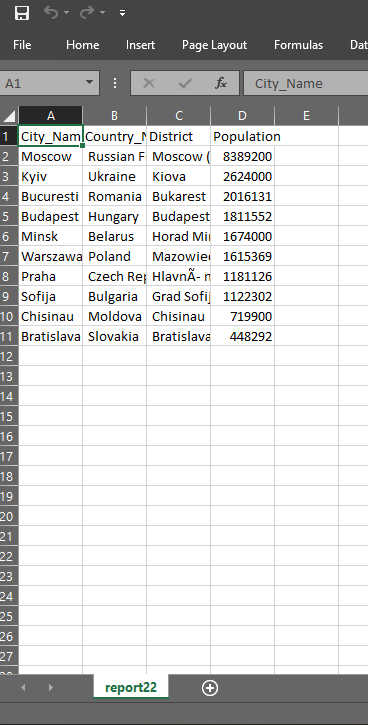 File Home Insert Page Layout Formulas Dat
A1 fx City_Name
A B C D E
1 City_Nam Country_N District Population
2 Moscow Russian F Moscow ( 8389200
3 Kyiv Ukraine Kiova 2624000
4 Bucuresti Romania Bukarest 2016131
5 Budapest Hungary Budapest 1811552
6 Minsk Belarus Horad Min 1674000
7 Warszawa Poland Mazowiec 1615369
8 Praha Czech Rep HlavnÃ- m 1181126
9 Sofija Bulgaria Grad Sofij 1122302
10 Chisinau Moldova Chisinau 719900
11 Bratislava Slovakia Bratislava 448292
12
13
14
15
16
17
18
19
20
21
22
23
24
25
26
27
report22